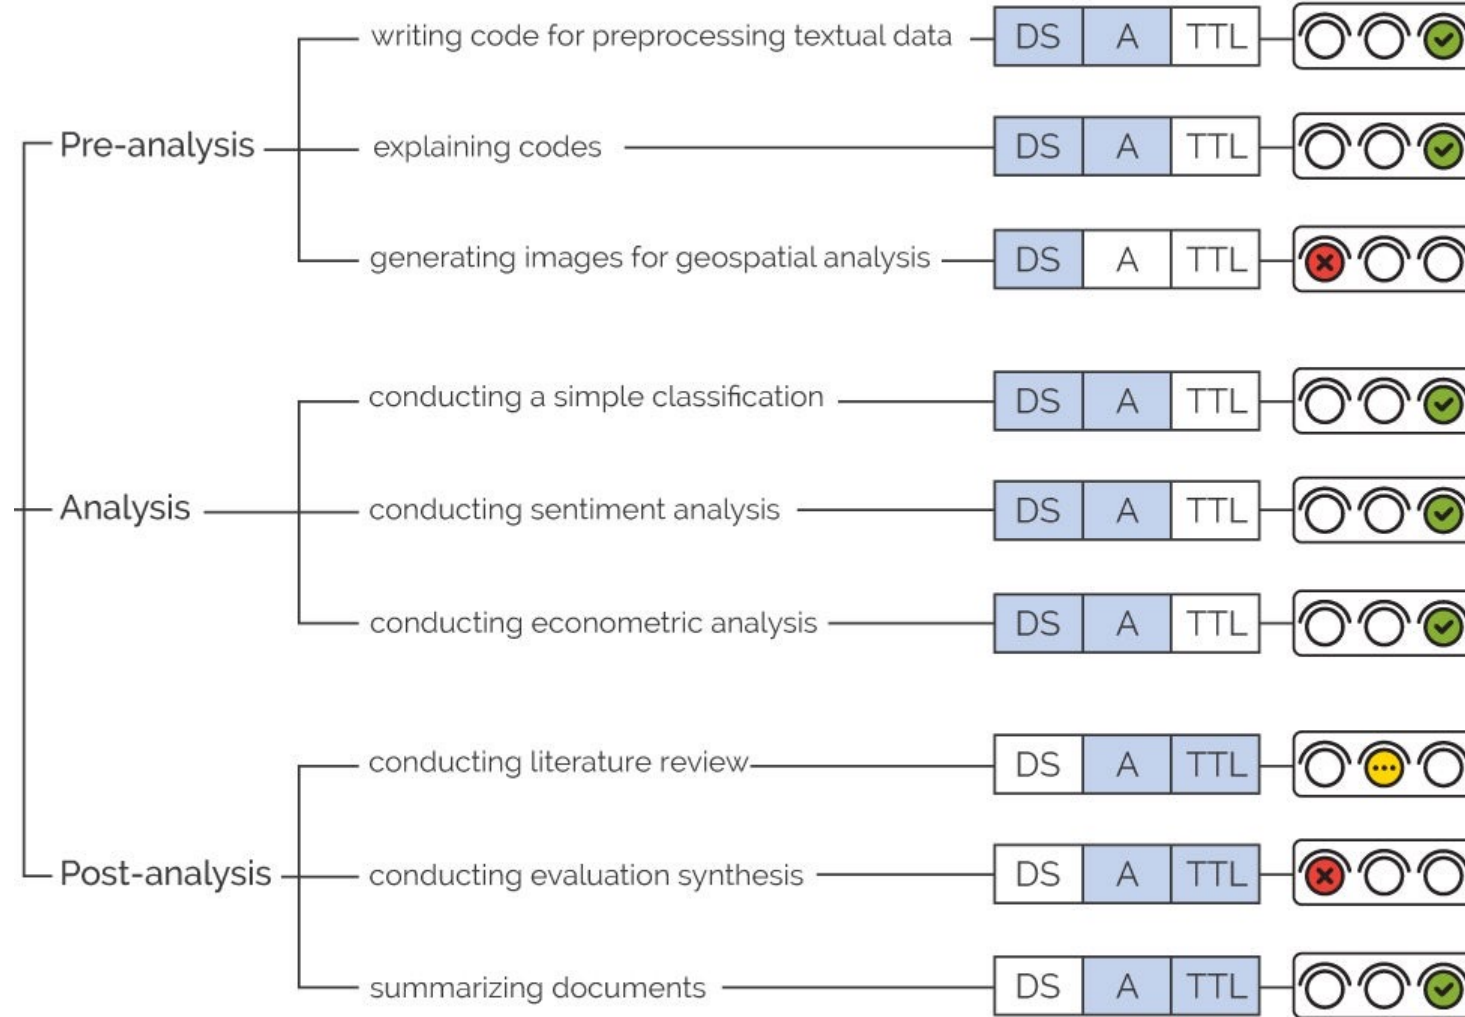 writing code for preprocessing textual data DS A TTL
Pre-analysis
explaining codes DS A TTL
generating images for geospatial analysis DS A TTL
conducting a simple classification DS A TTL
Analysis
conducting sentiment analysis DS A TTL
conducting econometric analysis DS A TTL
conducting literature review DS A TTL
Post-analysis
conducting evaluation synthesis DS A TTL
summarizing documents DS A TTL